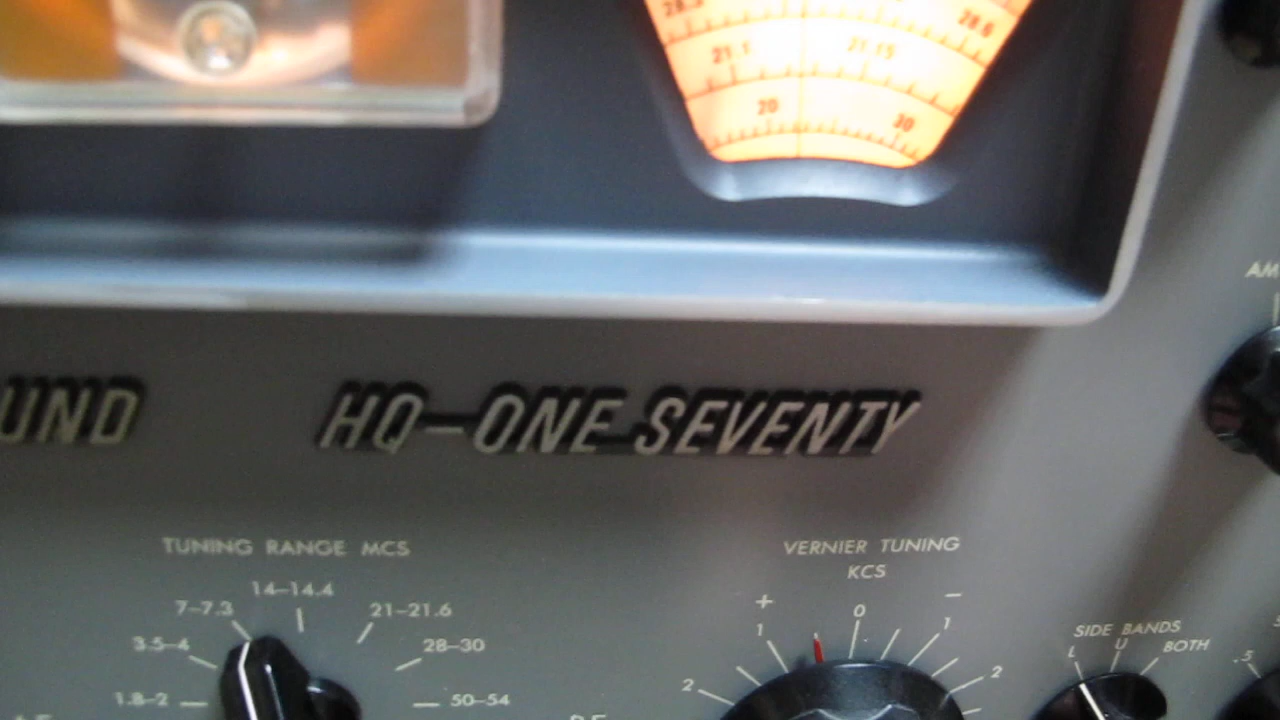 28.6
21.1 21.15
20 30
AM
UND HQ–ONE SEVENTY
TUNING RANGE MCS
14–14.4
7–7.3 21–21.6
3.5–4 28–30
1.8–2 50–54
VERNIER TUNING
KCS
+ 0 –
1 1
2 2
SIDE BANDS
L U BOTH
.5
RF